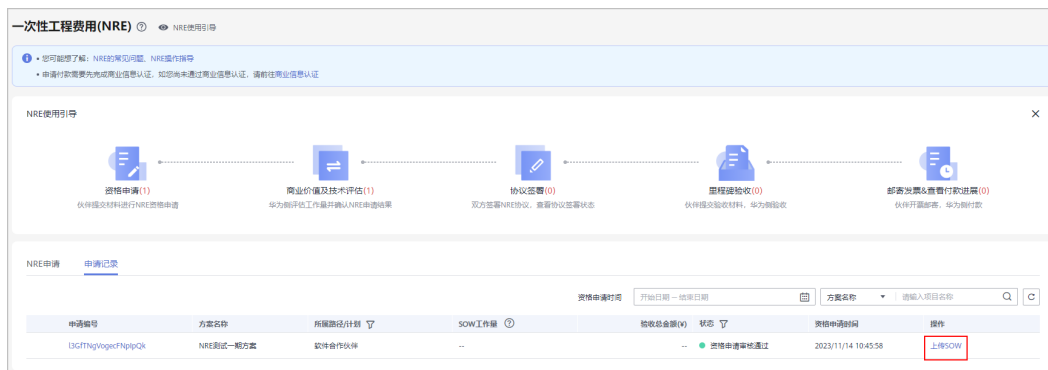 一次性工程费用(NRE) ? NRE使用引导
• 您可能想了解：NRE的常见问题、NRE操作指导
• 申请付款需要先完成商业信息认证，如您尚未通过商业信息认证，请前往商业信息认证
NRE使用引导
资格申请(1) 商业价值及技术评估(1) 协议签署(0) 里程碑验收(0) 邮寄发票&查看付款进展(0)
伙伴提交材料进行NRE资格申请 华为侧评估工作量并确认NRE申请结果 双方签署NRE协议，查看协议签署状态 伙伴提交验收材料，华为侧验收 伙伴开票邮寄，华为侧付款
NRE申请 申请记录
资格申请时间 开始日期 – 结束日期 方案名称 请输入项目名称
申请编号 方案名称 所属路径/计划 SOW工作量 ? 验收总金额(¥) 状态 资格申请时间 操作
l3GfTNgVogecFNpIpQk NRE测试一期方案 软件合作伙伴 -- -- 资格申请审核通过 2023/11/14 10:45:58 上传SOW